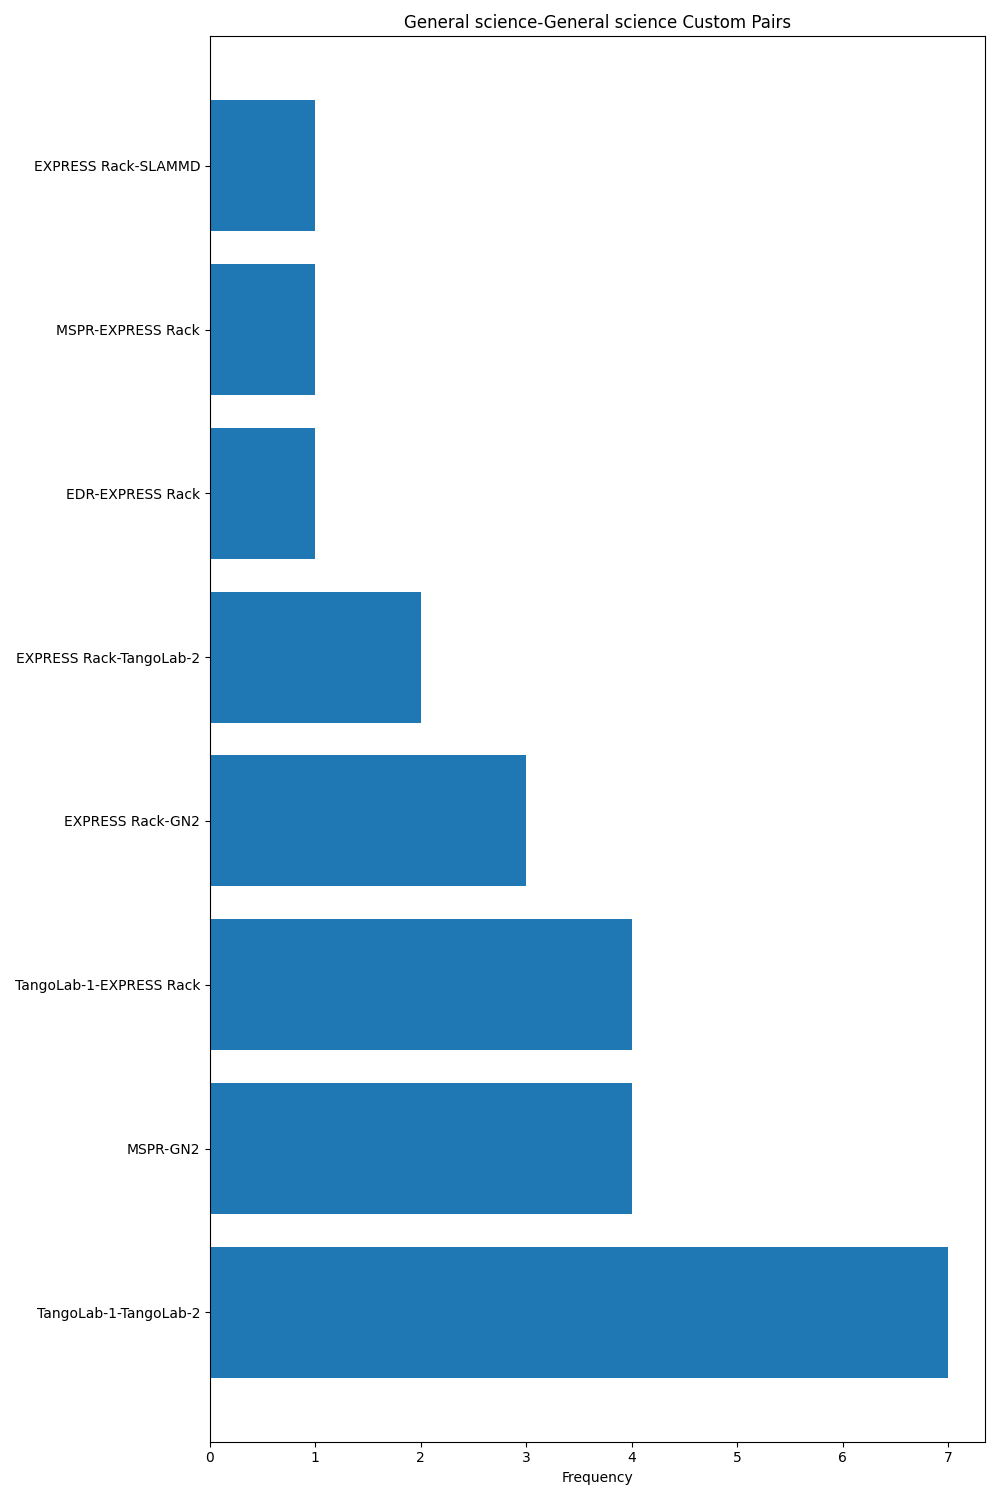 General science-General science Custom Pairs
EXPRESS Rack-SLAMMD
MSPR-EXPRESS Rack
EDR-EXPRESS Rack
EXPRESS Rack-TangoLab-2
EXPRESS Rack-GN2
TangoLab-1-EXPRESS Rack
MSPR-GN2
TangoLab-1-TangoLab-2
0 1 2 3 4 5 6 7
Frequency